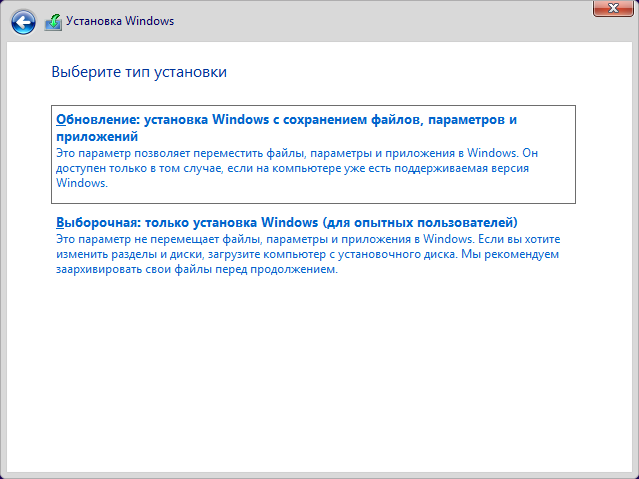 Установка Windows
Выберите тип установки
Обновление: установка Windows с сохранением файлов, параметров и
приложений
Это параметр позволяет переместить файлы, параметры и приложения в Windows. Он
доступен только в том случае, если на компьютере уже есть поддерживаемая версия
Windows.
Выборочная: только установка Windows (для опытных пользователей)
Это параметр не перемещает файлы, параметры и приложения в Windows. Если вы хотите
изменить разделы и диски, загрузите компьютер с установочного диска. Мы рекомендуем
заархивировать свои файлы перед продолжением.